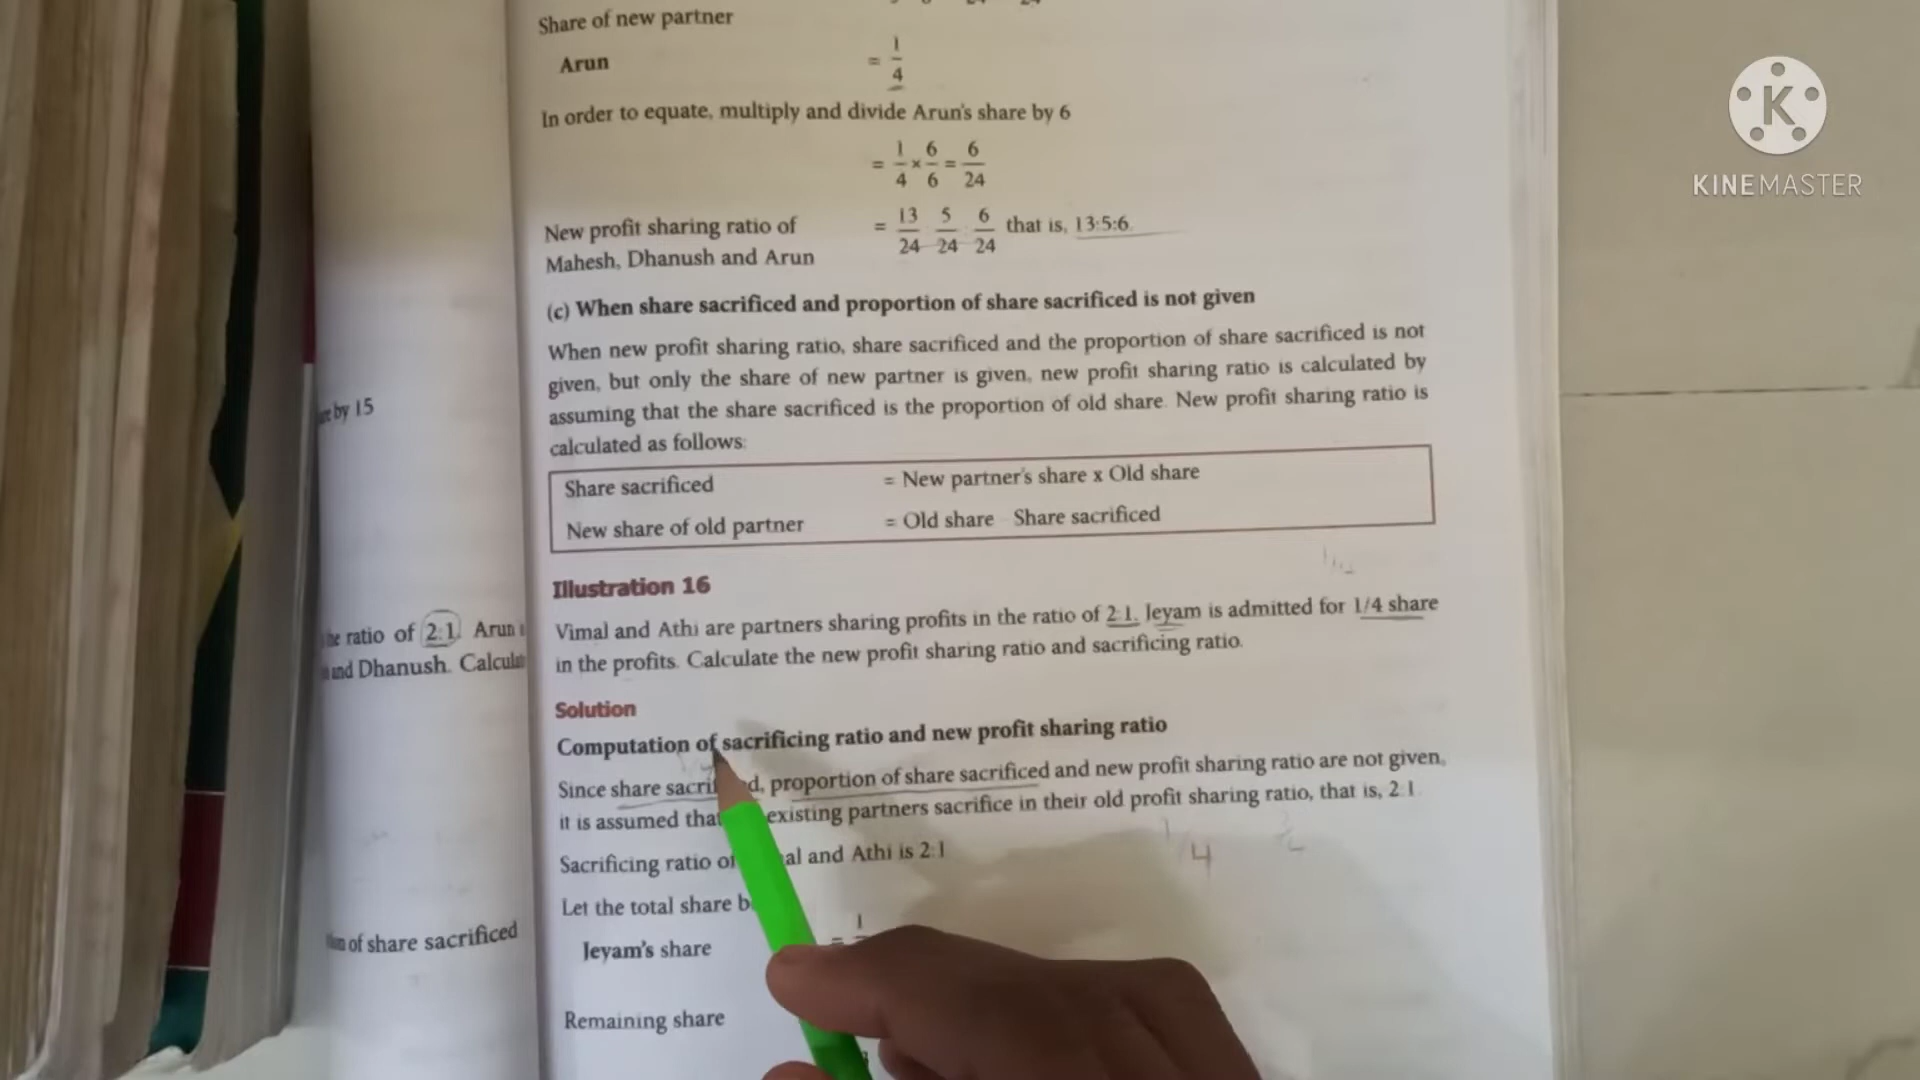 Share of new partner
Arun = 1/4
In order to equate, multiply and divide Arun's share by 6
= 1/4 × 6/6 = 6/24
New profit sharing ratio of = 13/24 5/24 6/24 that is, 13:5:6.
Mahesh, Dhanush and Arun
(c) When share sacrificed and proportion of share sacrificed is not given
When new profit sharing ratio, share sacrificed and the proportion of share sacrificed is not
given, but only the share of new partner is given, new profit sharing ratio is calculated by
assuming that the share sacrificed is the proportion of old share. New profit sharing ratio is
calculated as follows:
Share sacrificed = New partner's share x Old share
New share of old partner = Old share Share sacrificed
Illustration 16
Vimal and Athi are partners sharing profits in the ratio of 2:1. Jeyam is admitted for 1/4 share
in the profits. Calculate the new profit sharing ratio and sacrificing ratio.
Solution
Computation of sacrificing ratio and new profit sharing ratio
Since share proportion of share sacrificed and new profit sharing ratio are not given,
it is assumed existing partners sacrifice in their old profit sharing ratio, that is, 2:1
Sacrificing ratio and Athi is 2:1
4
Let the total share
Jeyam's share =
Remaining share
by 15
ratio of 2:1. Arun
and Dhanush.
of share sacrificed
K
KINEMASTER